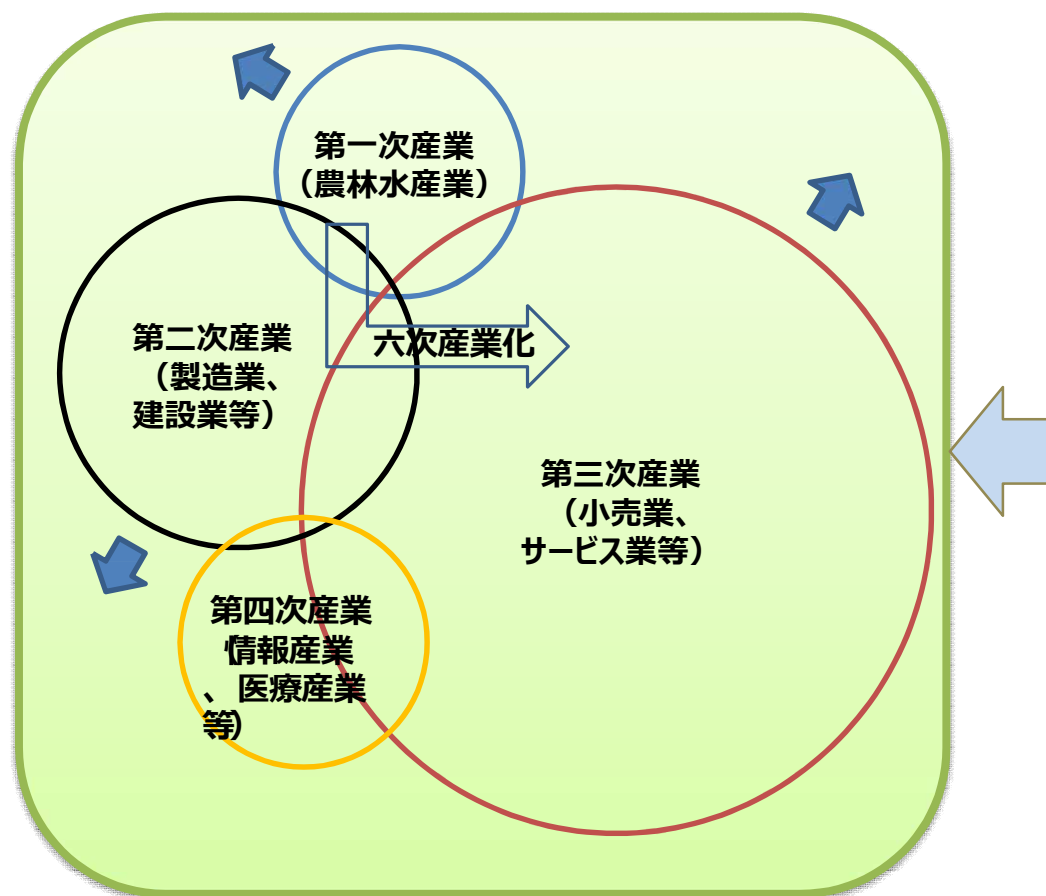 第一次産業
（農林水産業）
第二次産業
（製造業、
建設業等）
六次産業化
第三次産業
（小売業、
サービス業等）
第四次産業
（情報産業
、医療産業
等）